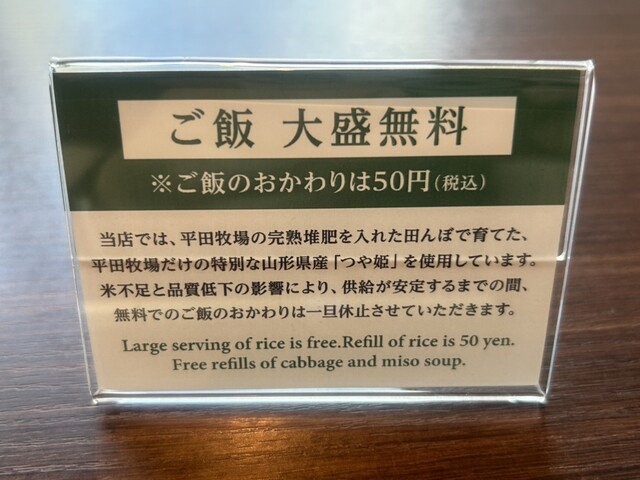 ご飯 大盛無料
※ご飯のおかわりは50円(税込)
当店では、平田牧場の完熟堆肥を入れた田んぼで育てた、
平田牧場だけの特別な山形県産「つや姫」を使用しています。
米不足と品質低下の影響により、供給が安定するまでの間、
無料でのご飯のおかわりは一旦休止させていただきます。
Large serving of rice is free.Refill of rice is 50 yen.
Free refills of cabbage and miso soup.